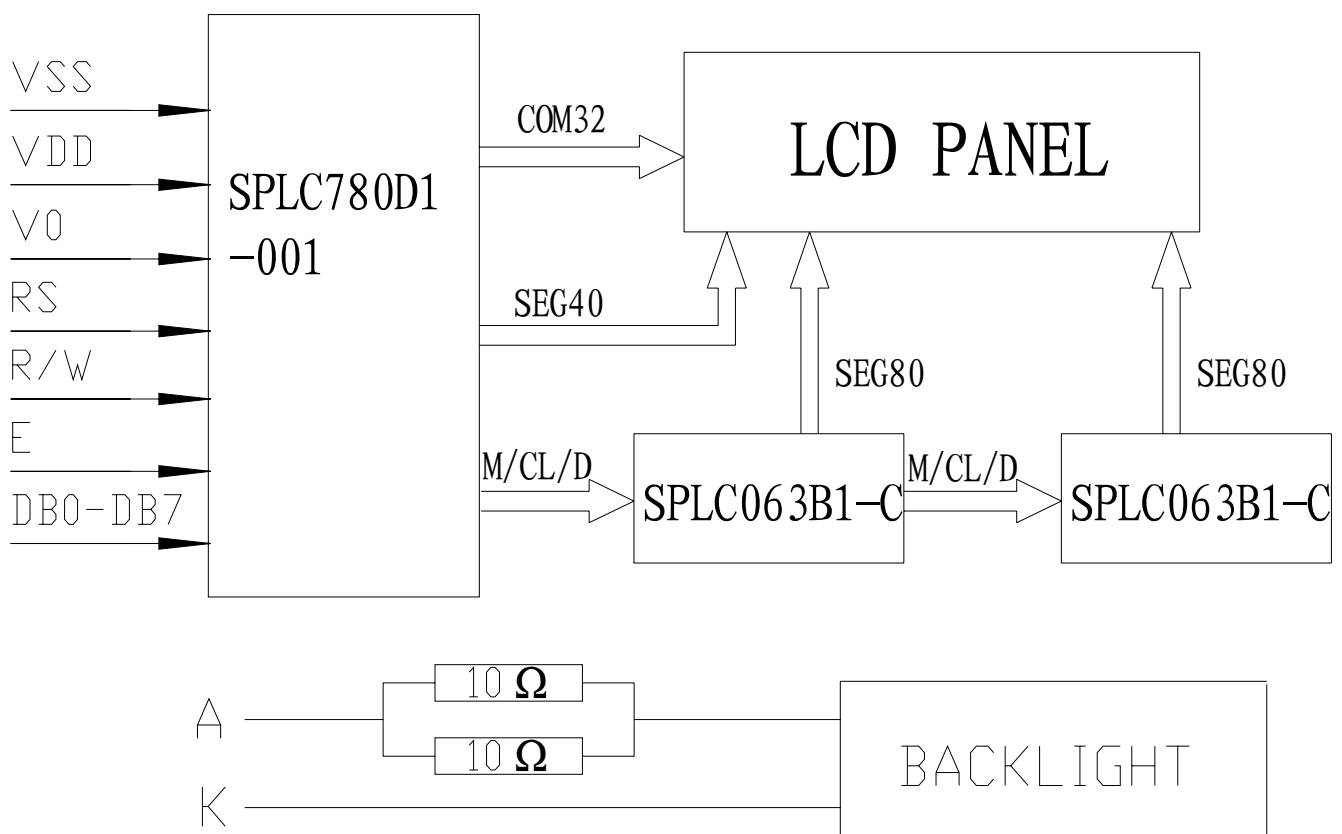 VSS
VDD
V0
RS
R/W
E
DB0-DB7
SPLC780D1
-001
COM32
SEG40
M/CL/D
LCD PANEL
SEG80
SEG80
SPLC063B1-C
M/CL/D
SPLC063B1-C
A
10 Ω
10 Ω
K
BACKLIGHT